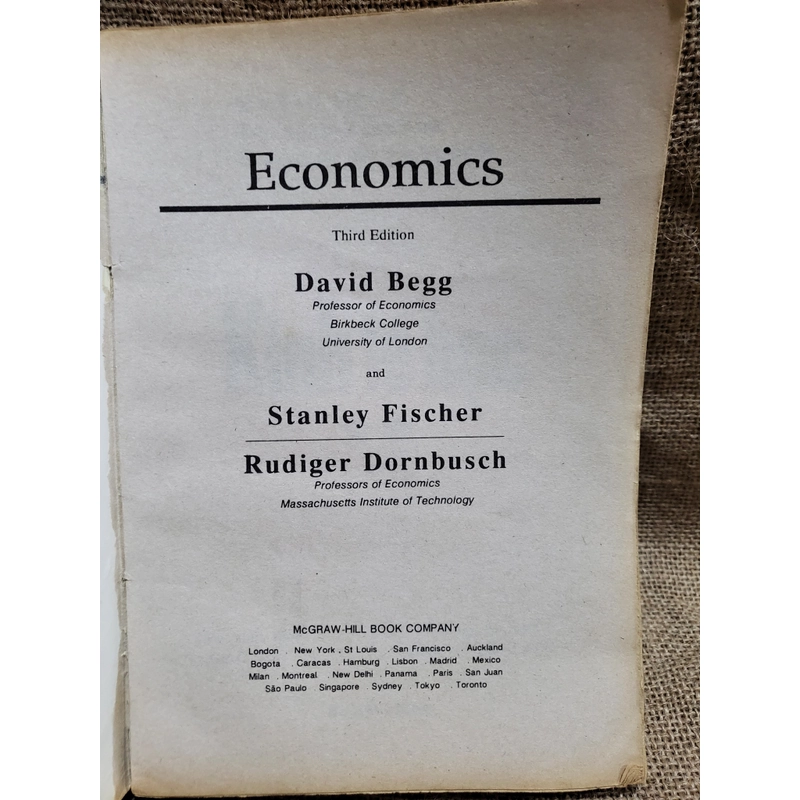 Economics
Third Edition
David Begg
Professor of Economics
Birkbeck College
University of London
and
Stanley Fischer
Rudiger Dornbusch
Professors of Economics
Massachusetts Institute of Technology
McGRAW-HILL BOOK COMPANY
London . New York . St Louis . San Francisco . Auckland
Bogota . Caracas . Hamburg . Lisbon . Madrid . Mexico
Milan . Montreal . New Delhi . Panama . Paris . San Juan
São Paulo . Singapore . Sydney . Tokyo . Toronto